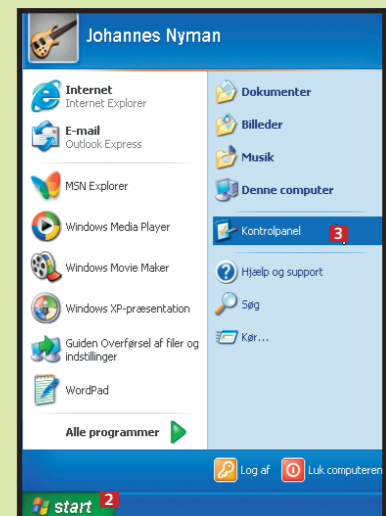 Johannes Nyman
Internet
Internet Explorer
E-mail
Outlook Express
MSN Explorer
Windows Media Player
Windows Movie Maker
Windows XP-præsentation
Guiden Overførsel af filer og
indstillinger
WordPad
Alle programmer
Dokumenter
Billeder
Musik
Denne computer
Kontrolpanel 3
Hjælp og support
Søg
Kør...
Log af Luk computeren
start 2